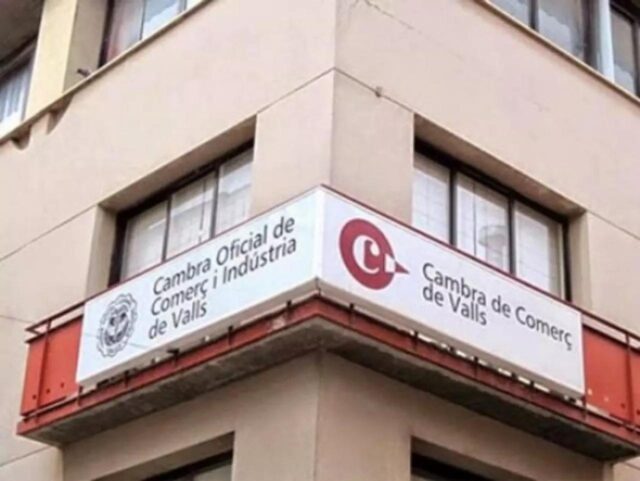 Cambra Oficial de
Comerç i Indústria
de Valls
C
Cambra de Comerç
de Valls